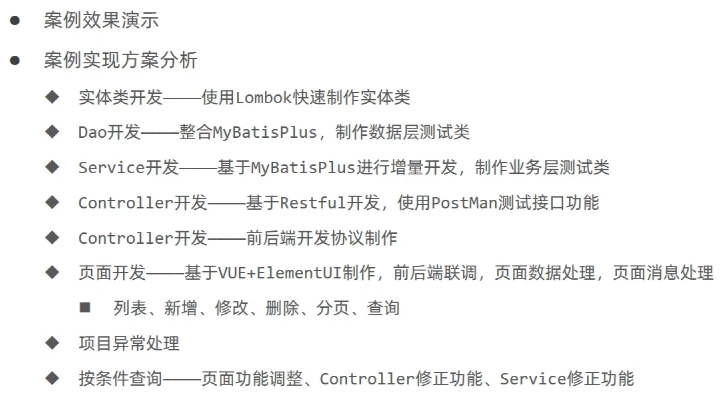 ● 案例效果演示
● 案例实现方案分析
◆ 实体类开发————使用Lombok快速制作实体类
◆ Dao开发————整合MyBatisPlus，制作数据层测试类
◆ Service开发————基于MyBatisPlus进行增量开发，制作业务层测试类
◆ Controller开发————基于Restful开发，使用PostMan测试接口功能
◆ Controller开发————前后端开发协议制作
◆ 页面开发————基于VUE+ElementUI制作，前后端联调，页面数据处理，页面消息处理
■ 列表、新增、修改、删除、分页、查询
◆ 项目异常处理
◆ 按条件查询————页面功能调整、Controller修正功能、Service修正功能